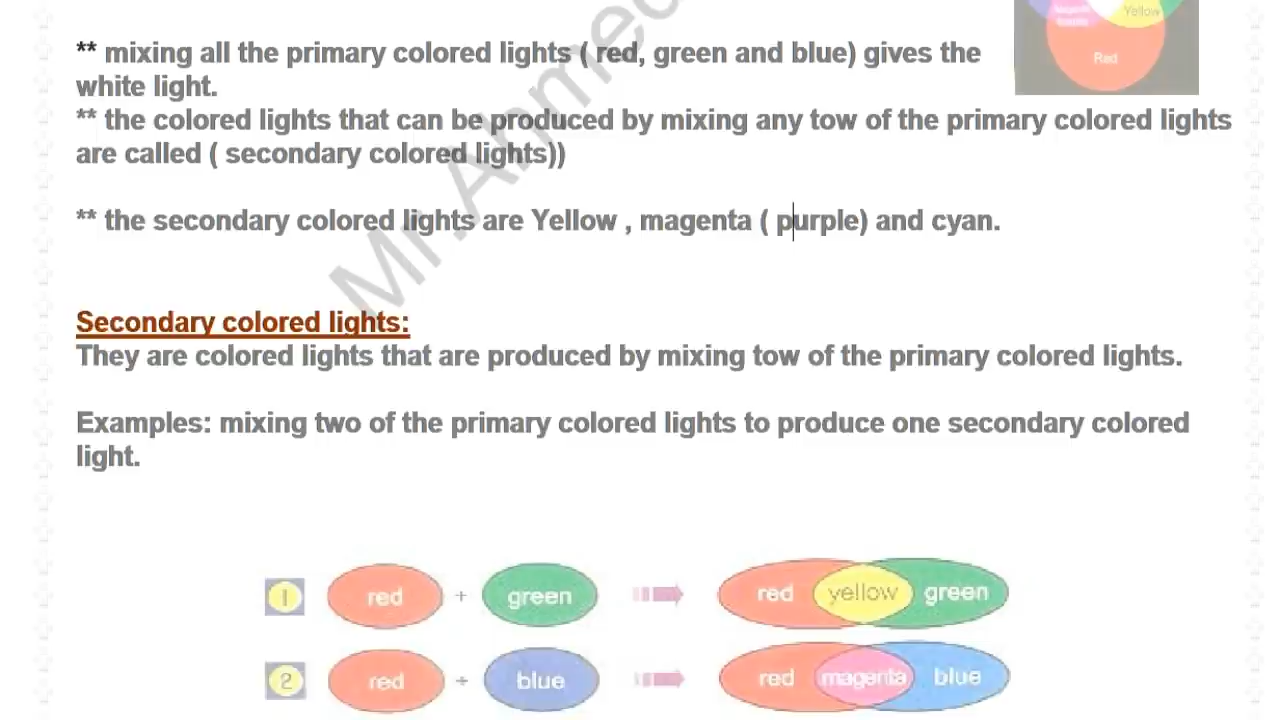 Yellow
Red
** mixing all the primary colored lights ( red, green and blue) gives the
white light.
** the colored lights that can be produced by mixing any tow of the primary colored lights
are called ( secondary colored lights))
** the secondary colored lights are Yellow , magenta ( purple) and cyan.
Mr.Ahmed
Secondary colored lights:
They are colored lights that are produced by mixing tow of the primary colored lights.
Examples: mixing two of the primary colored lights to produce one secondary colored
light.
1 red + green red yellow green
2 red + blue red magenta blue